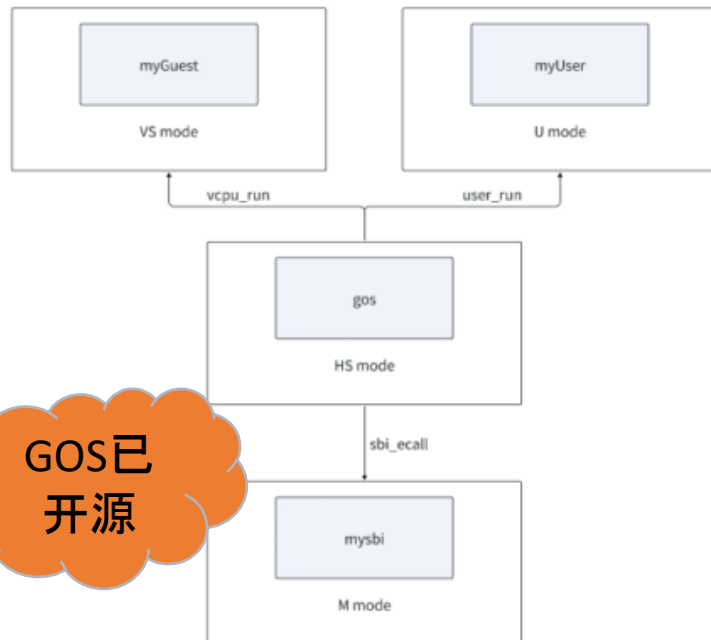 myGuest
myUser
VS mode
U mode
vcpu_run
user_run
gos
HS mode
sbi_ecall
GOS已
开源
mysbi
M mode